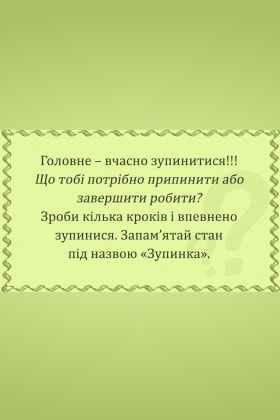 Головне – вчасно зупинитися!!!
Що тобі потрібно припинити або
завершити робити?
Зроби кілька кроків і впевнено
зупинися. Запам’ятай стан
під назвою «Зупинка».